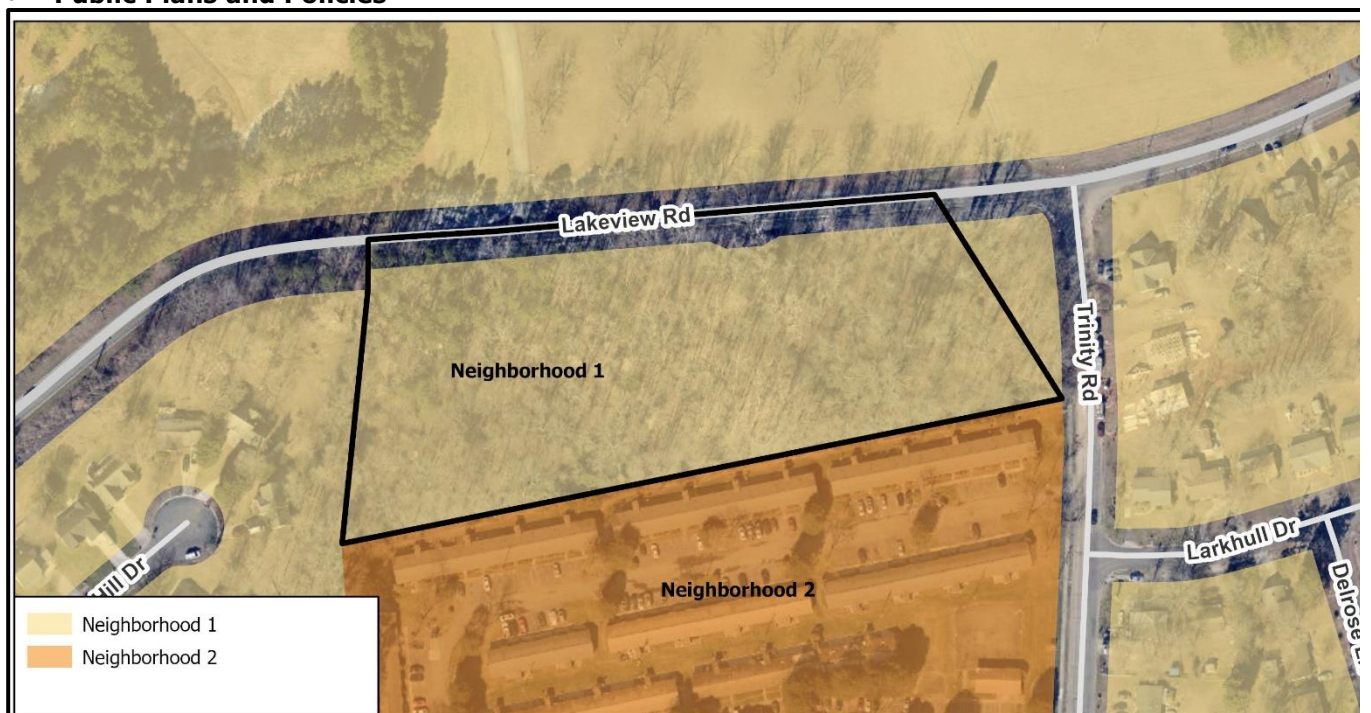 Public Plans and Policies
Lakeview Rd
Trinity Rd
Neighborhood 1
Neighborhood 2
Larkhull Dr
Delrose
Hill Dr
Neighborhood 1
Neighborhood 2